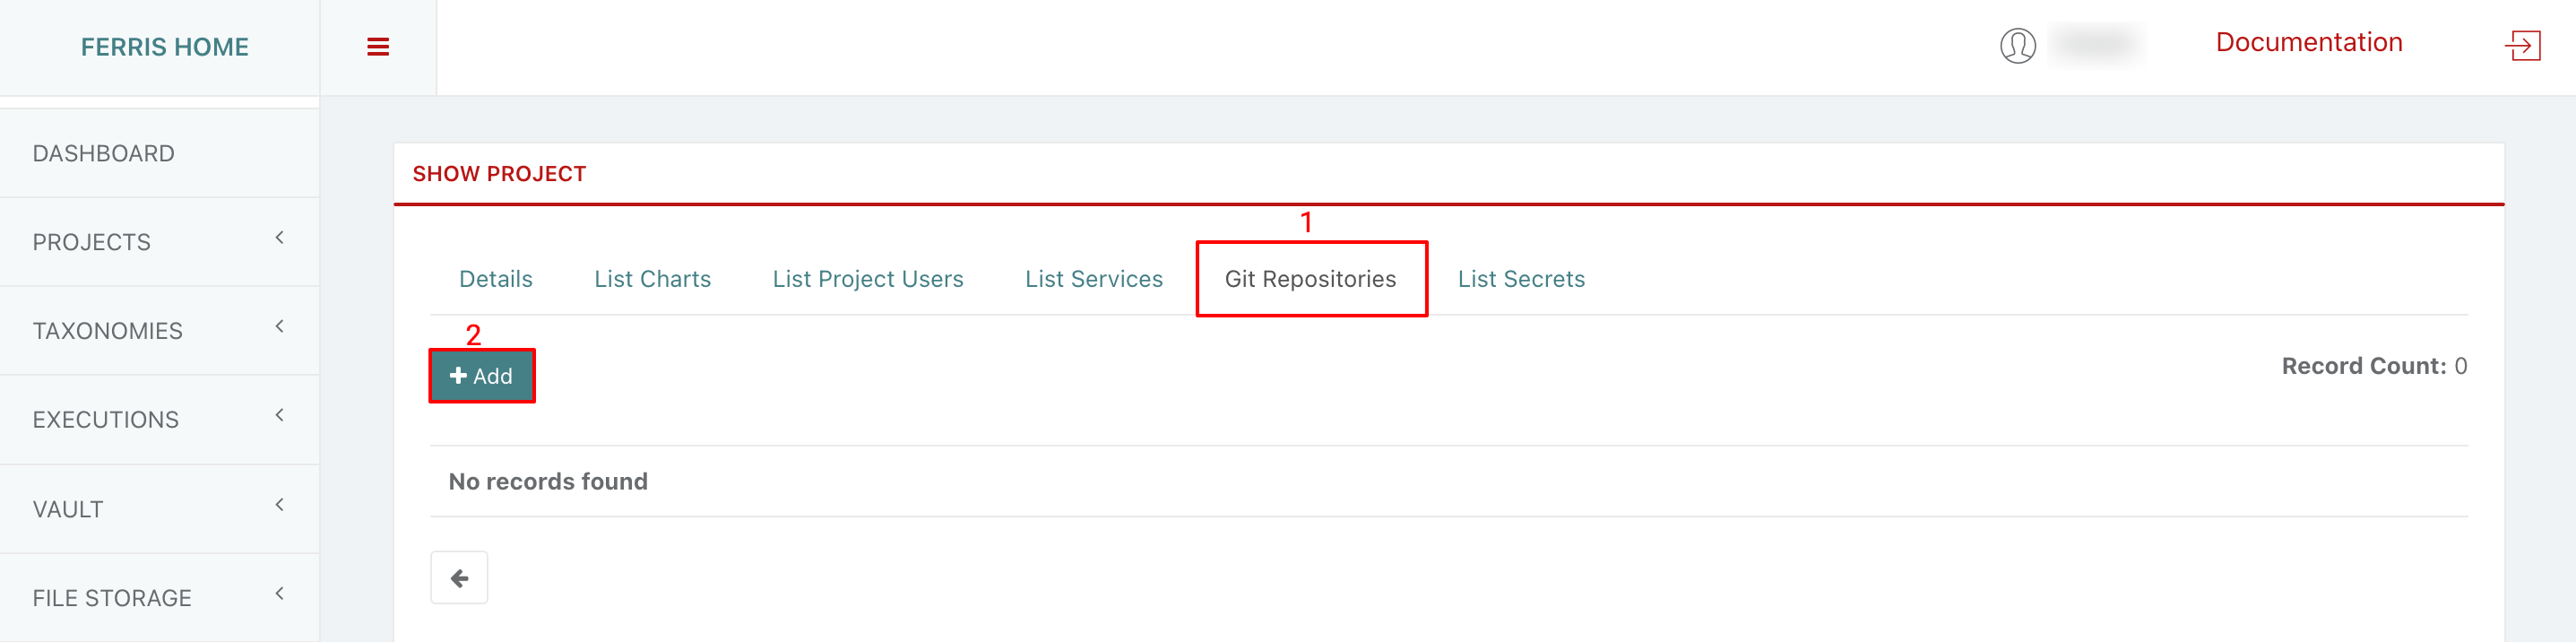 FERRIS HOME
Documentation
DASHBOARD
PROJECTS
TAXONOMIES
EXECUTIONS
VAULT
FILE STORAGE
SHOW PROJECT
1
Details List Charts List Project Users List Services Git Repositories List Secrets
2
Add
Record Count: 0
No records found